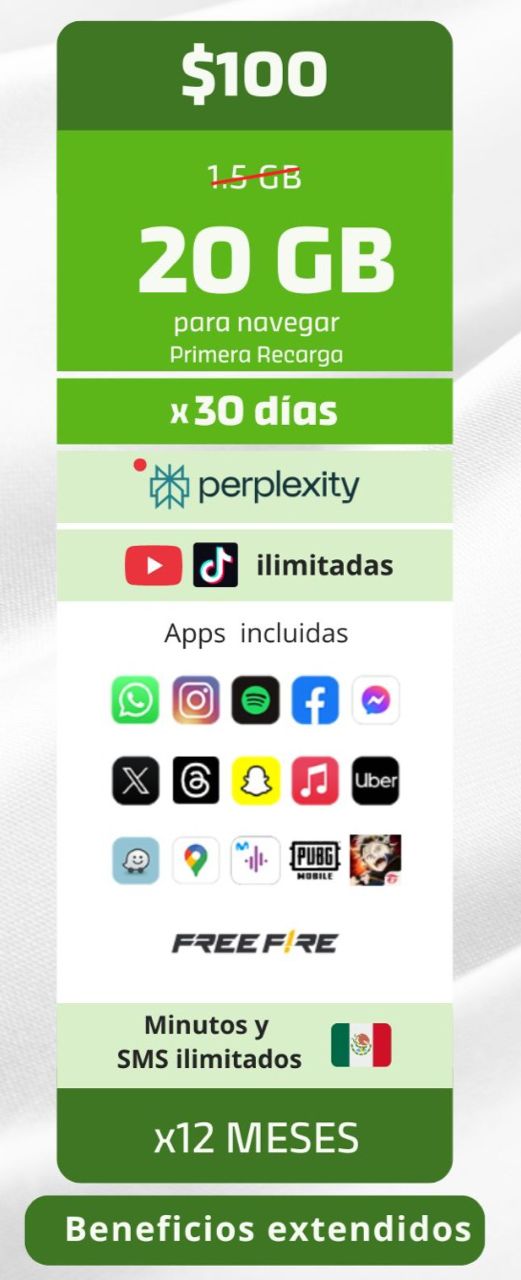 $100
1.5 GB
20 GB
para navegar
Primera Recarga
x 30 días
perplexity
ilimitadas
Apps incluidas
Uber
PUBG
MOBILE
FREE FIRE
Minutos y
SMS ilimitados
x12 MESES
Beneficios extendidos